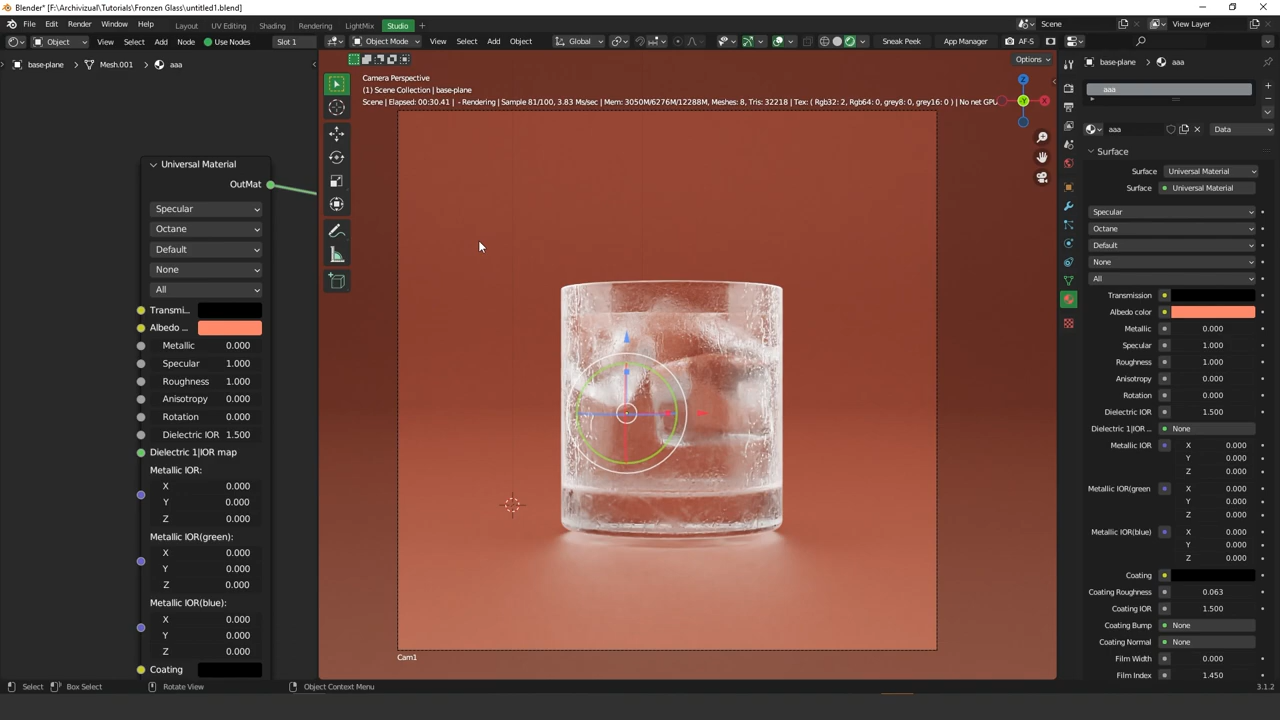 Blender* [F:\Archivizual\Tutorials\Fronzen Glass\untitled1.blend]
File Edit Render Window Help Layout UV Editing Shading Rendering LightMix Studio + Scene View Layer
Object View Select Add Node Use Nodes Slot 1
Object Mode View Select Add Object Global Sneak Peek App Manager AF-S
base-plane > Mesh.001 > aaa
Options
base-plane > aaa
Camera Perspective
(1) Scene Collection | base-plane
Scene | Elapsed: 00:30.41 | - Rendering | Sample 81/100, 3.83 Ms/sec | Mem: 3050M/6276M/12288M, Meshes: 8, Tris: 32218 | Tex: ( Rgb32: 2, Rgb64: 0, grey8: 0, grey16: 0 ) | No net GPU
Universal Material
OutMat
Specular
Octane
Default
None
All
Transmi...
Albedo ...
Metallic 0.000
Specular 1.000
Roughness 1.000
Anisotropy 0.000
Rotation 0.000
Dielectric IOR 1.500
Dielectric 1|IOR map
Metallic IOR:
X 0.000
Y 0.000
Z 0.000
Metallic IOR(green):
X 0.000
Y 0.000
Z 0.000
Metallic IOR(blue):
X 0.000
Y 0.000
Z 0.000
Coating
Y
X
Cam1
aaa
aaa Data
Surface
Surface Universal Material
Surface Universal Material
Specular
Octane
Default
None
All
Transmission
Albedo color
Metallic 0.000
Specular 1.000
Roughness 1.000
Anisotropy 0.000
Rotation 0.000
Dielectric IOR 1.500
Dielectric 1|IOR ... None
Metallic IOR X 0.000
Y 0.000
Z 0.000
Metallic IOR(green X 0.000
Y 0.000
Z 0.000
Metallic IOR(blue) X 0.000
Y 0.000
Z 0.000
Coating
Coating Roughness 0.063
Coating IOR 1.500
Coating Bump None
Coating Normal None
Film Width 0.000
Film Index 1.450
Select Box Select Rotate View Object Context Menu 3.1.2